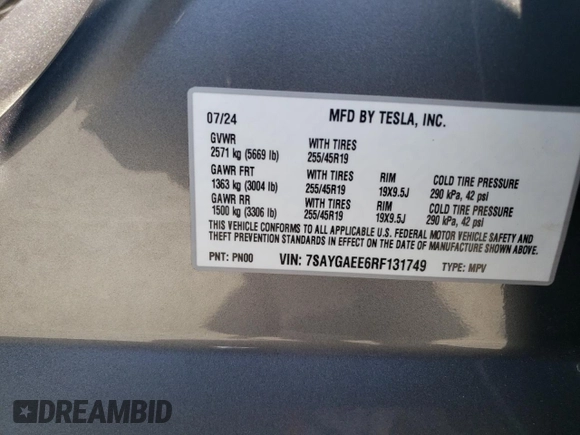 07/24 MFD BY TESLA, INC.
GVWR WITH TIRES
2571 kg (5669 lb) 255/45R19
GAWR FRT WITH TIRES RIM COLD TIRE PRESSURE
1363 kg (3004 lb) 255/45R19 19X9.5J 290 kPa, 42 psi
GAWR RR WITH TIRES RIM COLD TIRE PRESSURE
1500 kg (3306 lb) 255/45R19 19X9.5J 290 kPa, 42 psi
THIS VEHICLE CONFORMS TO ALL APPLICABLE U.S. FEDERAL MOTOR VEHICLE SAFETY AND
THEFT PREVENTION STANDARDS IN EFFECT ON THE DATE OF MANUFACTURE SHOWN ABOVE.
PNT: PN00 VIN: 7SAYGAEE6RF131749 TYPE: MPV
DREAMBID